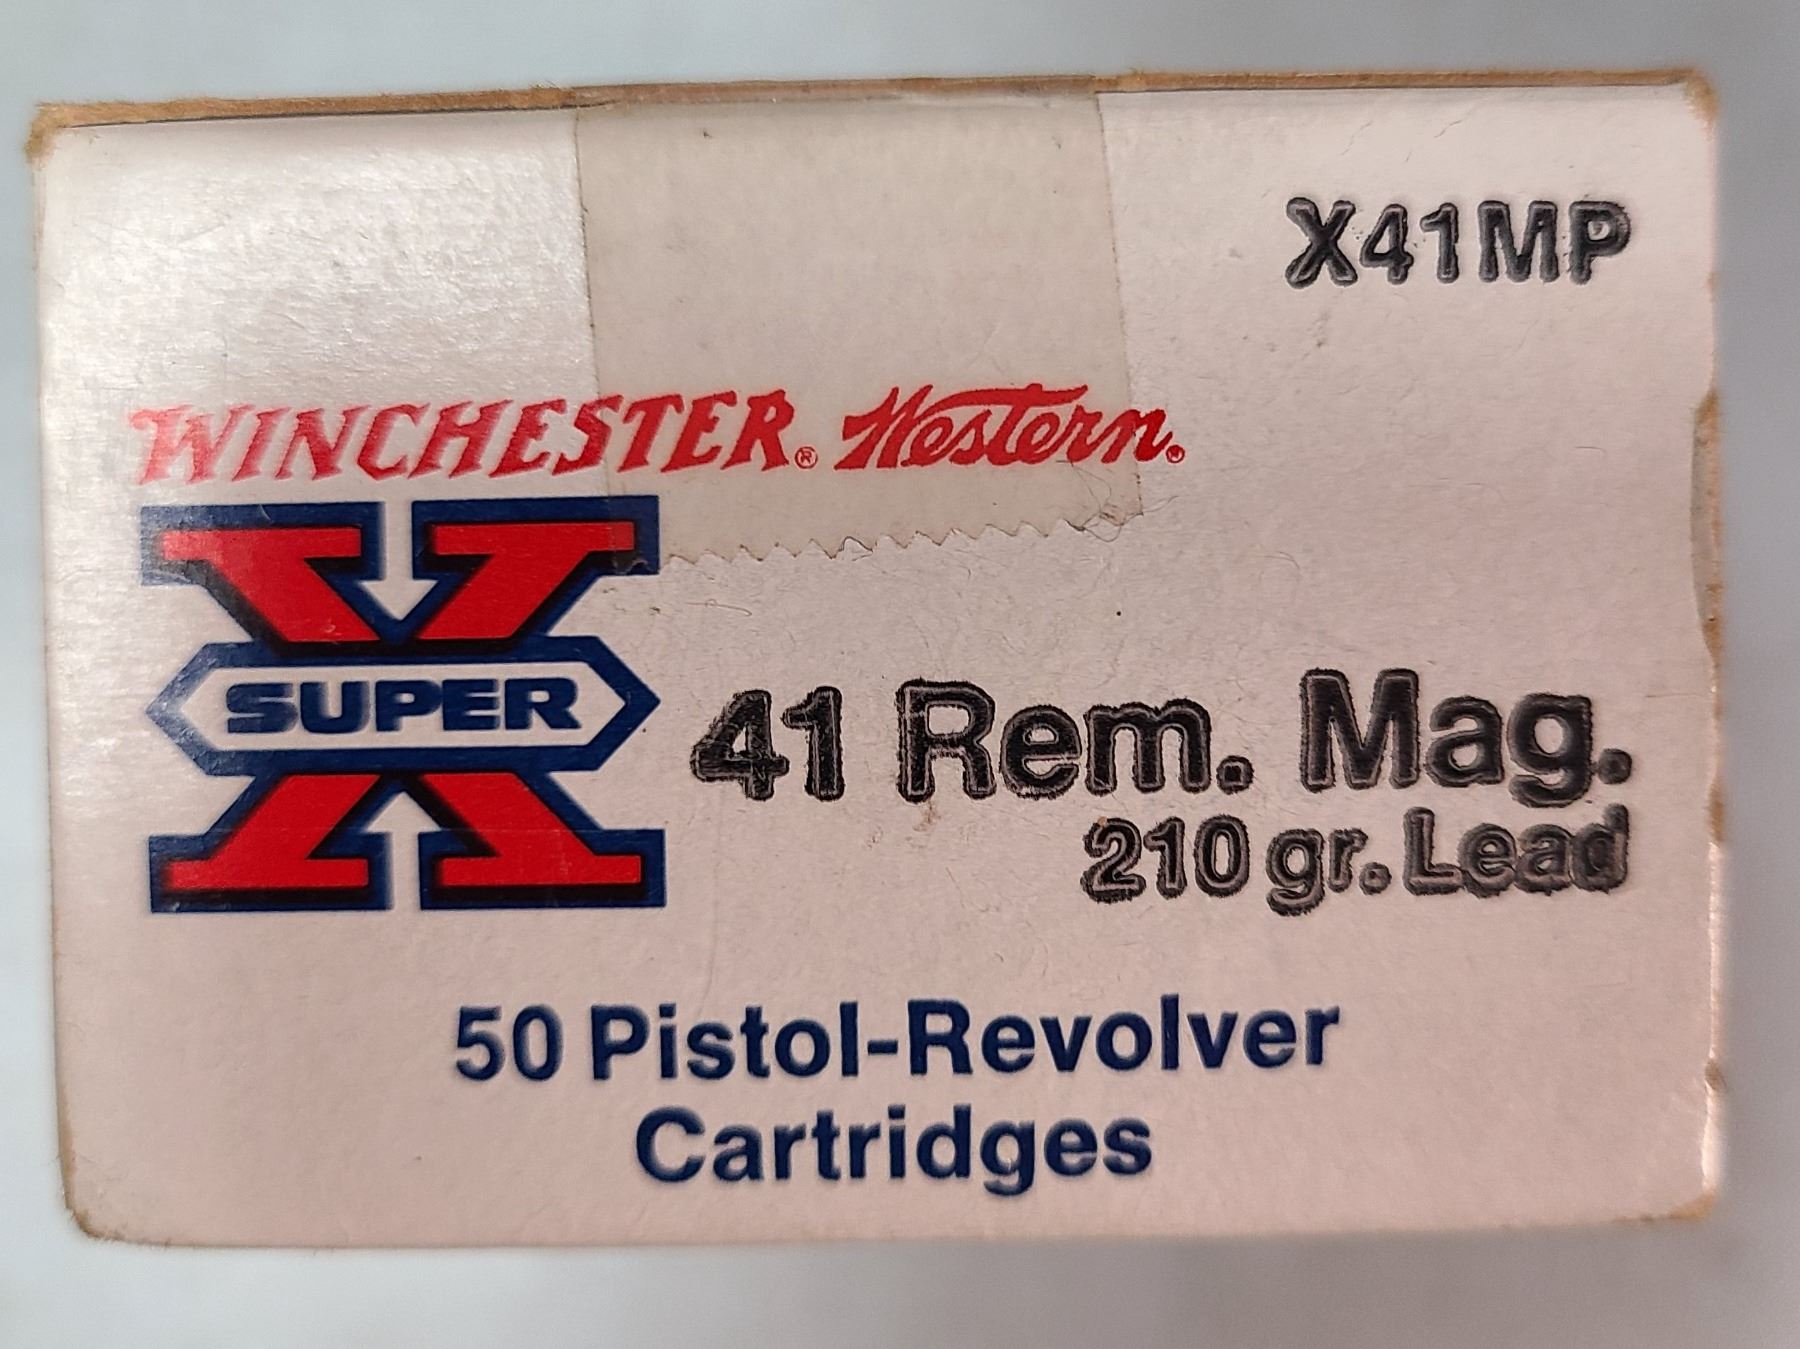 X41MP
WINCHESTER® Western®
SUPER X
41 Rem. Mag.
210 gr. Lead
50 Pistol-Revolver
Cartridges